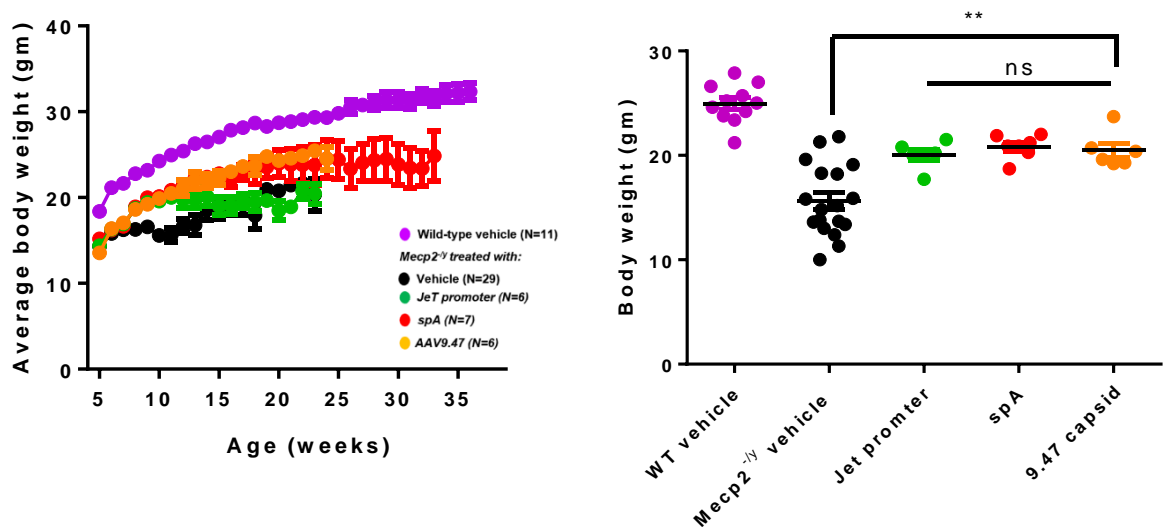 Average body weight (gm)
40
30
20
10
0
5 10 15 20 25 30 35
Age (weeks)
Wild-type vehicle (N=11)
Mecp2-/y treated with:
Vehicle (N=29)
JeT promoter (N=6)
spA (N=7)
AAV9.47 (N=6)
Body weight (gm)
30
20
10
0
**
ns
WT vehicle
Mecp2 -/y vehicle
Jet promter
spA
9.47 capsid